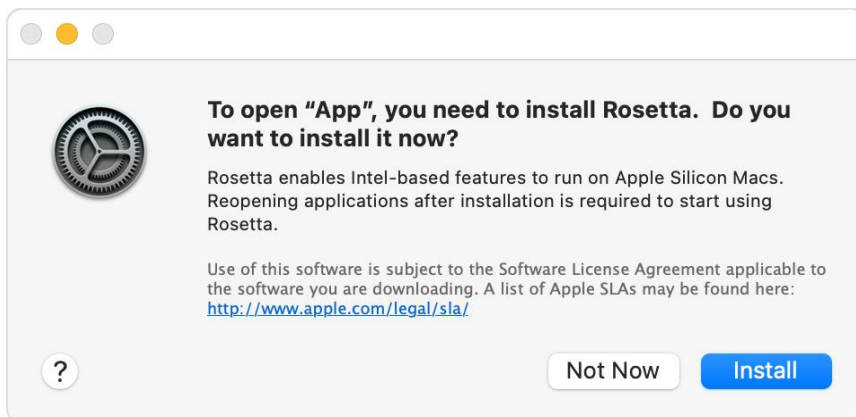 To open “App”, you need to install Rosetta.  Do you
want to install it now?
Rosetta enables Intel-based features to run on Apple Silicon Macs.
Reopening applications after installation is required to start using
Rosetta.
Use of this software is subject to the Software License Agreement applicable to
the software you are downloading. A list of Apple SLAs may be found here:
http://www.apple.com/legal/sla/
?
Not Now
Install